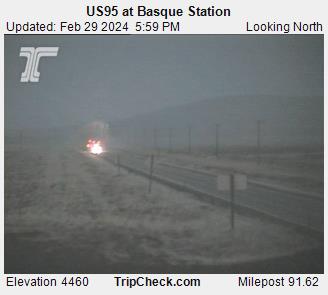 US95 at Basque Station
Updated: Feb 29 2024 5:59 PM Looking North
Elevation 4460 TripCheck.com Milepost 91.62